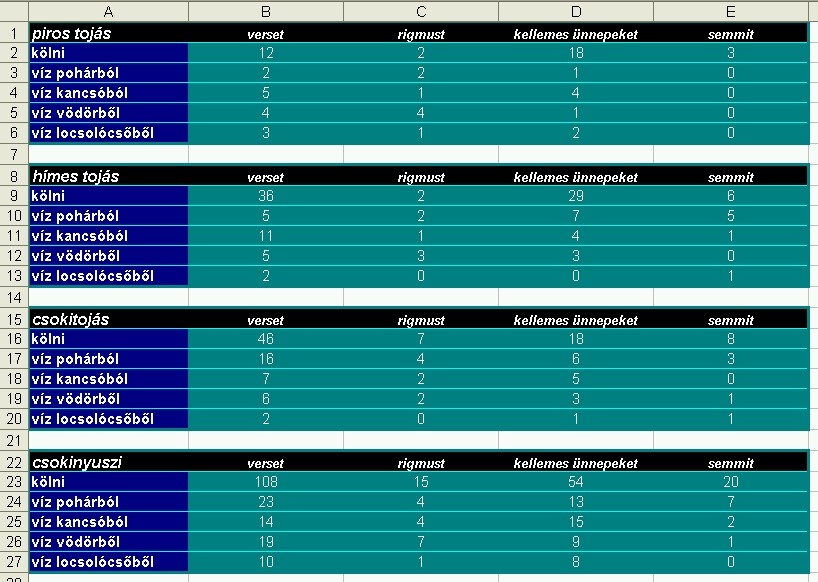 A B C D E
1 piros tojás verset rigmust kellemes ünnepeket semmit
2 kölni 12 2 18 3
3 víz pohárból 2 2 1 0
4 víz kancsóból 5 1 4 0
5 víz vödörből 4 4 1 0
6 víz locsolócsőből 3 1 2 0
7
8 hímes tojás verset rigmust kellemes ünnepeket semmit
9 kölni 36 2 29 6
10 víz pohárból 5 2 7 5
11 víz kancsóból 11 1 4 1
12 víz vödörből 5 3 3 0
13 víz locsolócsőből 2 0 0 1
14
15 csokitojás verset rigmust kellemes ünnepeket semmit
16 kölni 46 7 18 8
17 víz pohárból 16 4 6 3
18 víz kancsóból 7 2 5 0
19 víz vödörből 6 2 3 1
20 víz locsolócsőből 2 0 1 1
21
22 csokinyuszi verset rigmust kellemes ünnepeket semmit
23 kölni 108 15 54 20
24 víz pohárból 23 4 13 7
25 víz kancsóból 14 4 15 2
26 víz vödörből 19 7 9 1
27 víz locsolócsőből 10 1 8 0